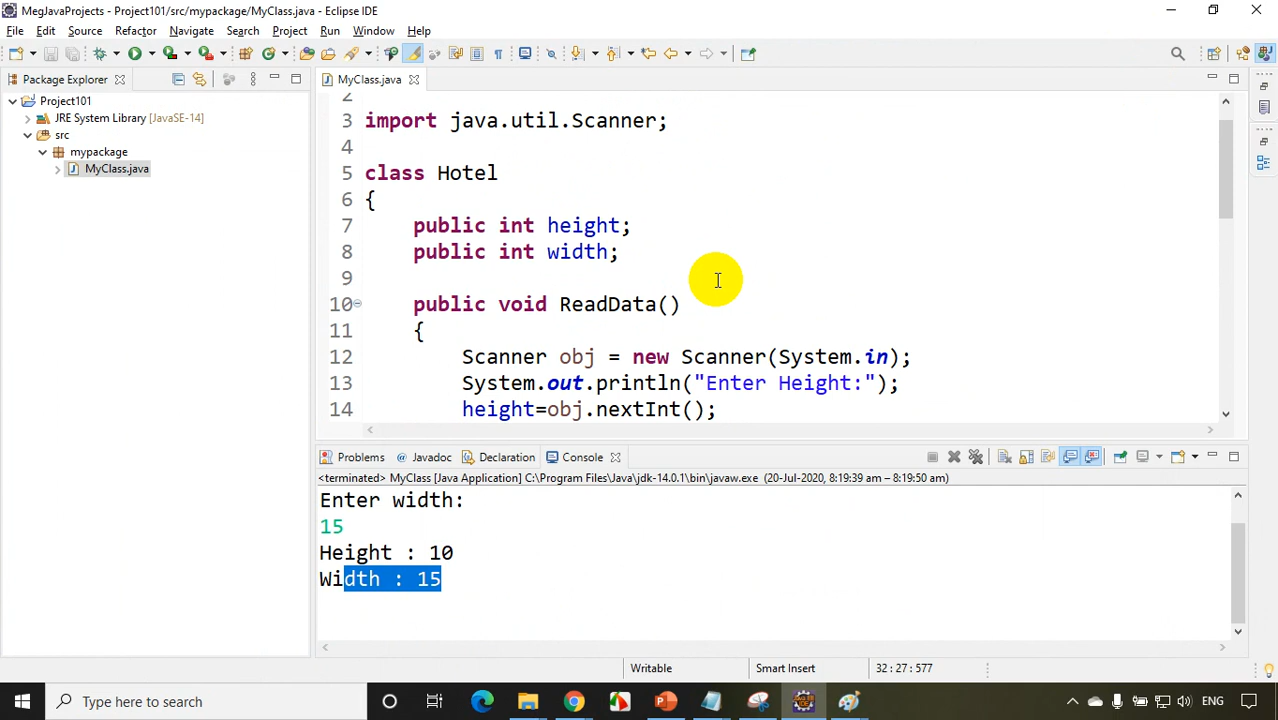 MegJavaProjects - Project101/src/mypackage/MyClass.java - Eclipse IDE
File Edit Source Refactor Navigate Search Project Run Window Help
Package Explorer
Project101
JRE System Library [JavaSE-14]
src
mypackage
MyClass.java
MyClass.java
2
3 import java.util.Scanner;
4
5 class Hotel
6 {
7 public int height;
8 public int width;
9
10 public void ReadData()
11 {
12 Scanner obj = new Scanner(System.in);
13 System.out.println("Enter Height:");
14 height=obj.nextInt();
Problems Javadoc Declaration Console
<terminated> MyClass [Java Application] C:\Program Files\Java\jdk-14.0.1\bin\javaw.exe (20-Jul-2020, 8:19:39 am – 8:19:50 am)
Enter width:
15
Height : 10
Width : 15
Writable Smart Insert 32 : 27 : 577
Type here to search
ENG